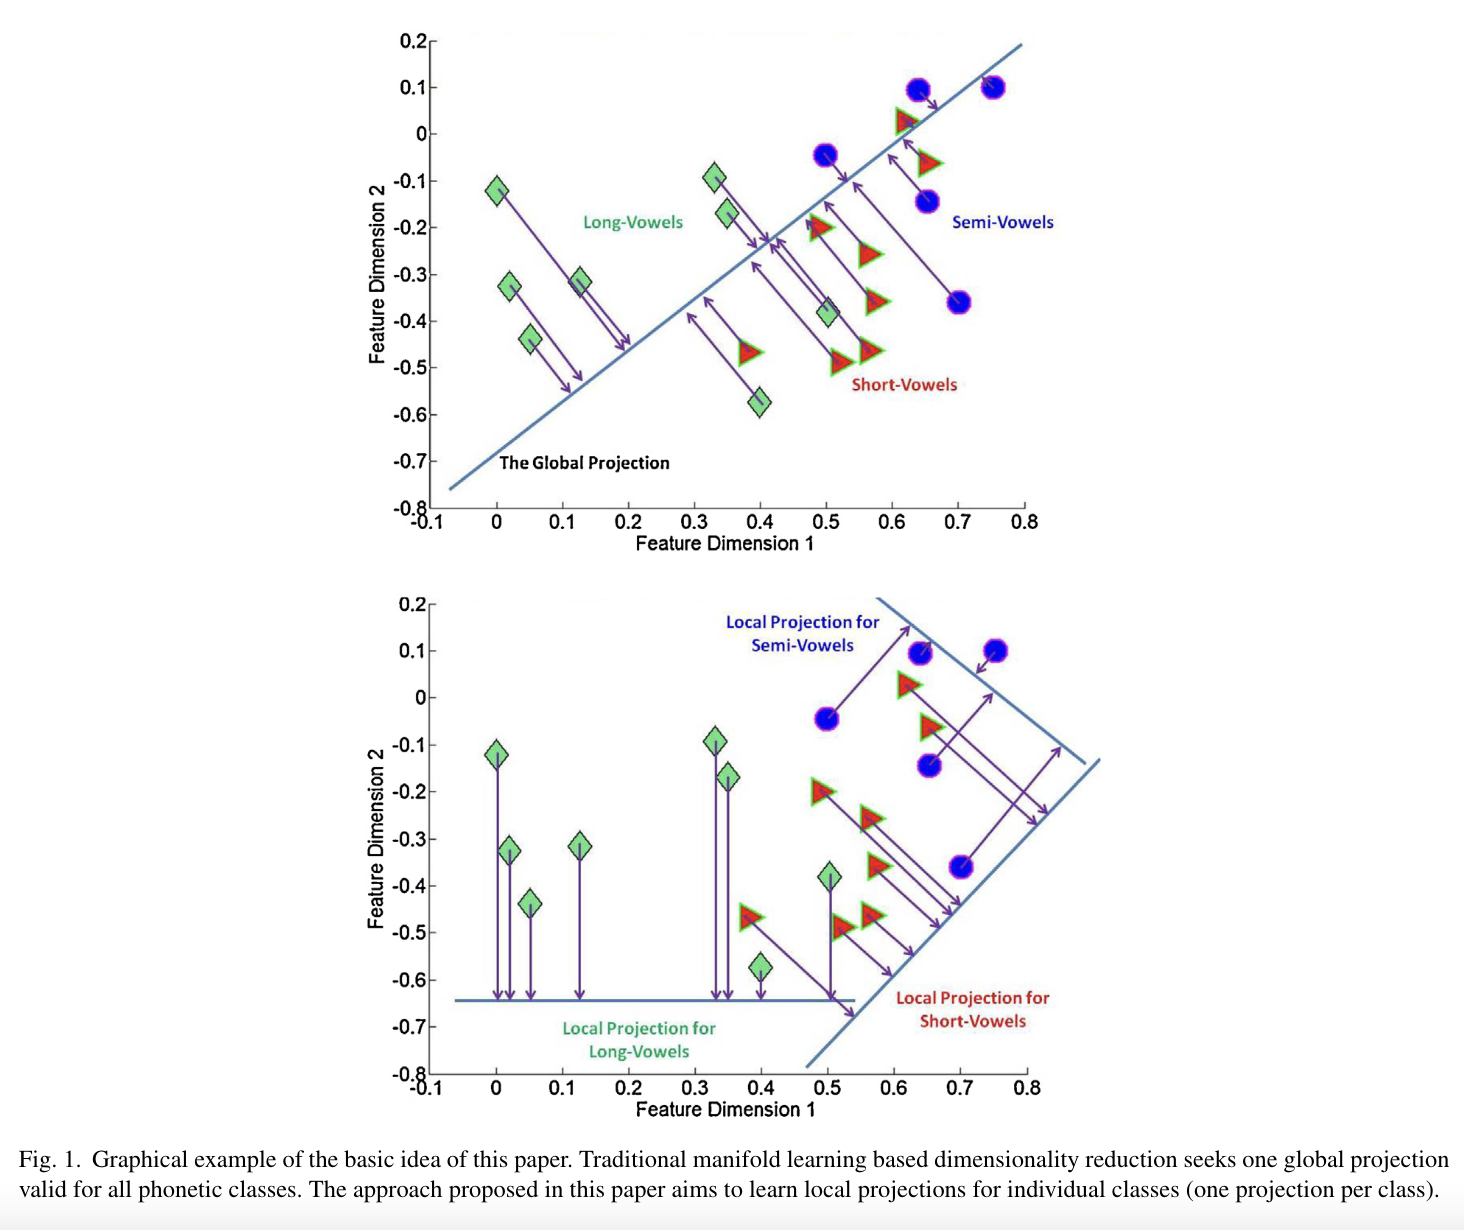 0.2
0.1
0
-0.1
-0.2
-0.3
-0.4
-0.5
-0.6
-0.7
-0.8
Feature Dimension 2
Long-Vowels
Semi-Vowels
Short-Vowels
The Global Projection
-0.1 0 0.1 0.2 0.3 0.4 0.5 0.6 0.7 0.8
Feature Dimension 1
0.2
0.1
0
-0.1
-0.2
-0.3
-0.4
-0.5
-0.6
-0.7
-0.8
Feature Dimension 2
Local Projection for
Semi-Vowels
Local Projection for
Short-Vowels
Local Projection for
Long-Vowels
-0.1 0 0.1 0.2 0.3 0.4 0.5 0.6 0.7 0.8
Feature Dimension 1
Fig. 1. Graphical example of the basic idea of this paper. Traditional manifold learning based dimensionality reduction seeks one global projection
valid for all phonetic classes. The approach proposed in this paper aims to learn local projections for individual classes (one projection per class).